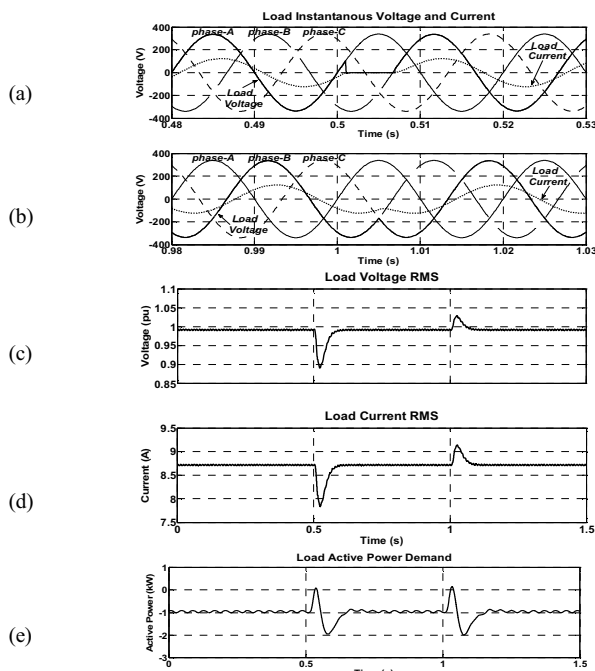 Load Instantanous Voltage and Current
(a)
Voltage (V)
400
200
0
-200
-400
phase-A phase-B phase-C
Load
Voltage
Load
Current
0.48 0.49 0.5 0.51 0.52 0.53
Time (s)
(b)
Voltage (V)
400
200
0
-200
-400
phase-A phase-B phase-C
Load
Voltage
Load
Current
0.98 0.99 1 1.01 1.02 1.03
Time (s)
Load Voltage RMS
(c)
Voltage (pu)
1.1
1.05
1
0.95
0.9
0.85
Load Current RMS
(d)
Current (A)
9.5
9
8.5
8
7.5
0 0.5 1 1.5
Time (s)
Load Active Power Demand
(e)
Active Power (kW)
1
0
-1
-2
-3
0 0.5 1 1.5